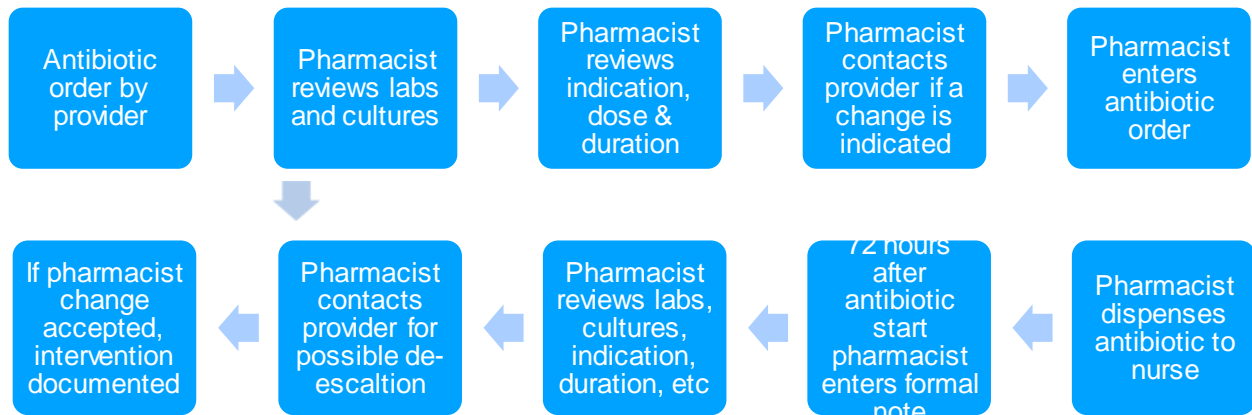 Antibiotic
order by
provider
Pharmacist
reviews labs
and cultures
Pharmacist
reviews
indication,
dose &
duration
Pharmacist
contacts
provider if a
change is
indicated
Pharmacist
enters
antibiotic
order
If pharmacist
change
accepted,
intervention
documented
Pharmacist
contacts
provider for
possible de-
escaltion
Pharmacist
reviews labs,
cultures,
indication,
duration, etc
72 hours
after
antibiotic
start
pharmacist
enters formal
note
Pharmacist
dispenses
antibiotic to
nurse